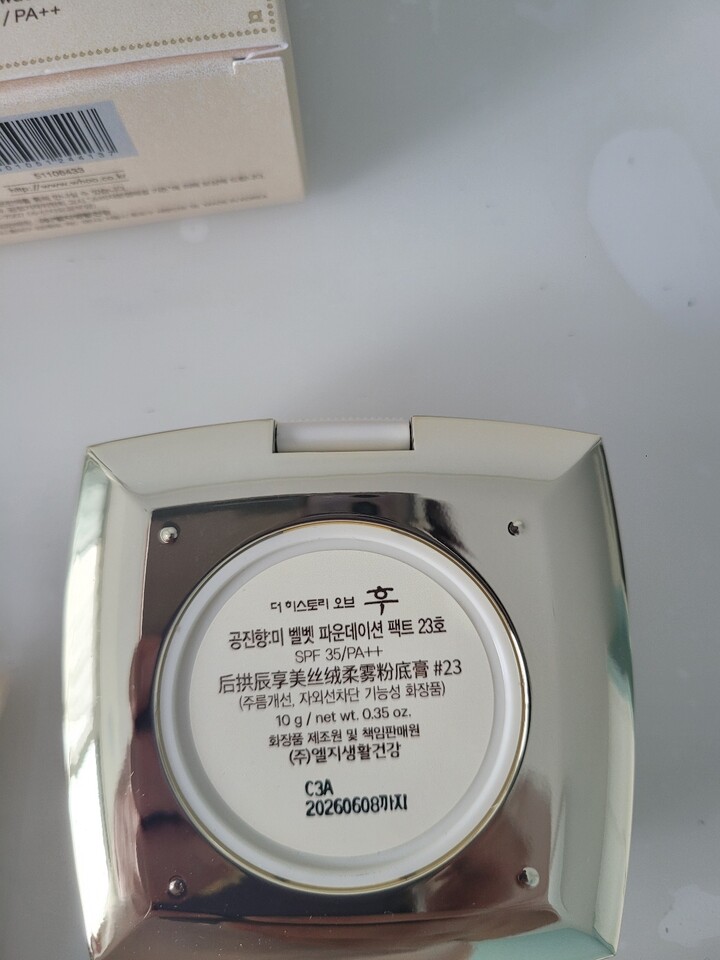 / PA++
51106433
http://www.whoo.co.kr
더 히스토리 오브 후
공진향:미 벨벳 파운데이션 팩트 23호
SPF 35/PA++
后拱辰享美丝绒柔雾粉底膏 #23
(주름개선, 자외선차단 기능성 화장품)
10 g / net wt. 0.35 oz.
화장품 제조원 및 책임판매원
(주)엘지생활건강
C3A
20260608까지